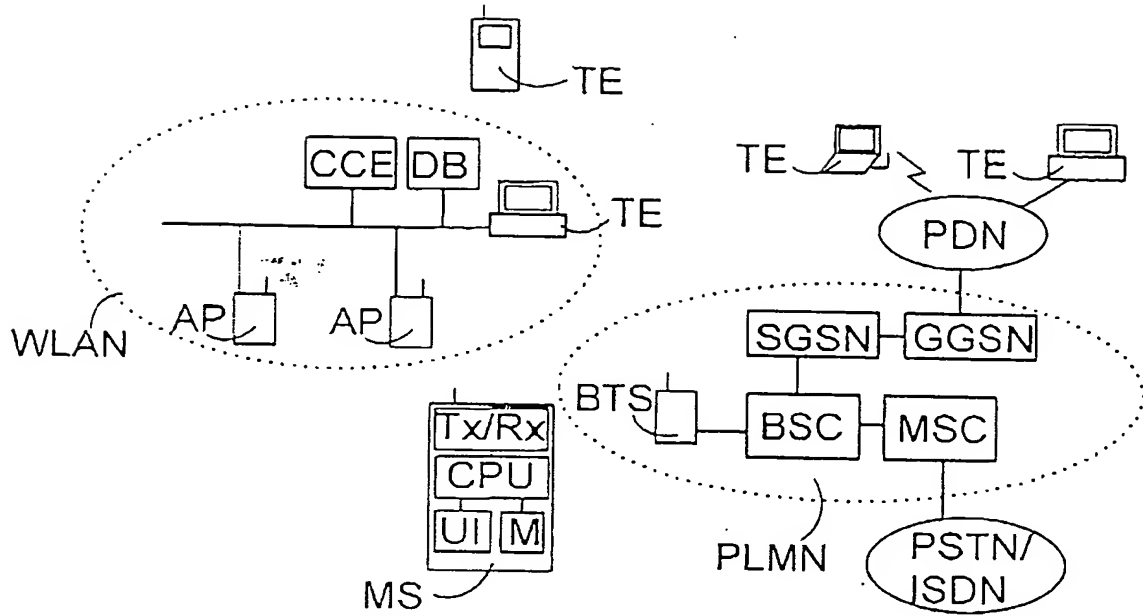 TE
CCE
DB
TE
AP
AP
WLAN
TE
TE
PDN
SGSN
GGSN
BTS
BSC
MSC
PLMN
PSTN/
ISDN
Tx/Rx
CPU
UI
M
MS